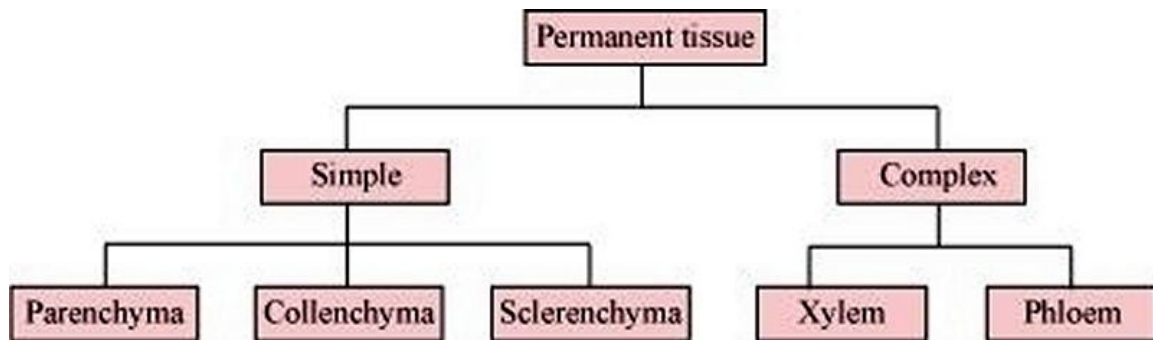 Permanent tissue
Simple
Complex
Parenchyma
Collenchyma
Sclerenchyma
Xylem
Phloem